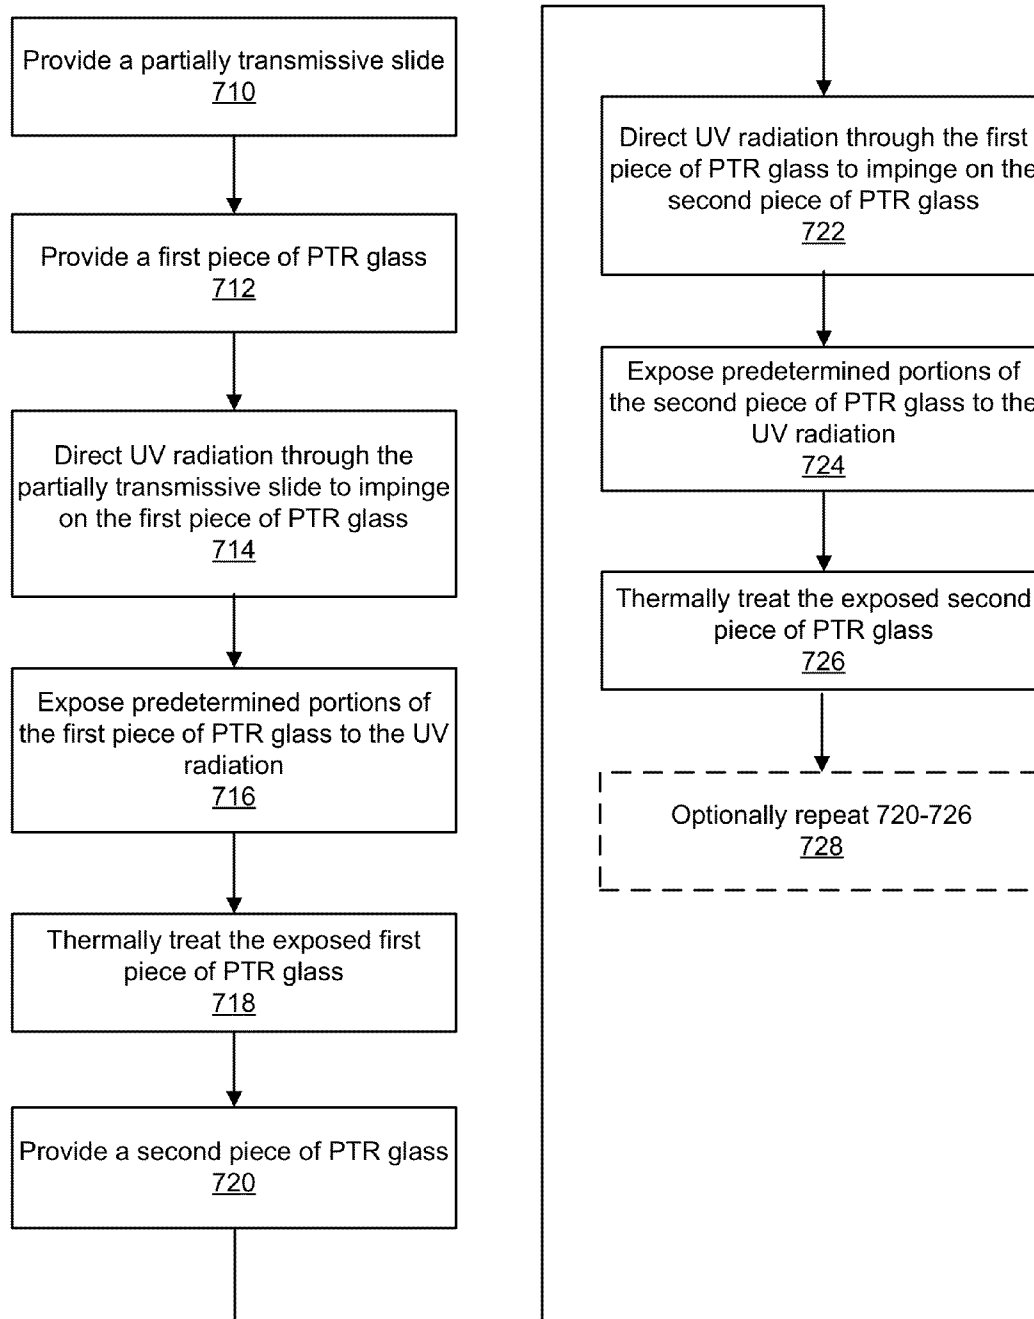 Provide a partially transmissive slide
710
Provide a first piece of PTR glass
712
Direct UV radiation through the
partially transmissive slide to impinge
on the first piece of PTR glass
714
Expose predetermined portions of
the first piece of PTR glass to the UV
radiation
716
Thermally treat the exposed first
piece of PTR glass
718
Provide a second piece of PTR glass
720
Direct UV radiation through the first
piece of PTR glass to impinge on the
second piece of PTR glass
722
Expose predetermined portions of
the second piece of PTR glass to the
UV radiation
724
Thermally treat the exposed second
piece of PTR glass
726
Optionally repeat 720-726
728